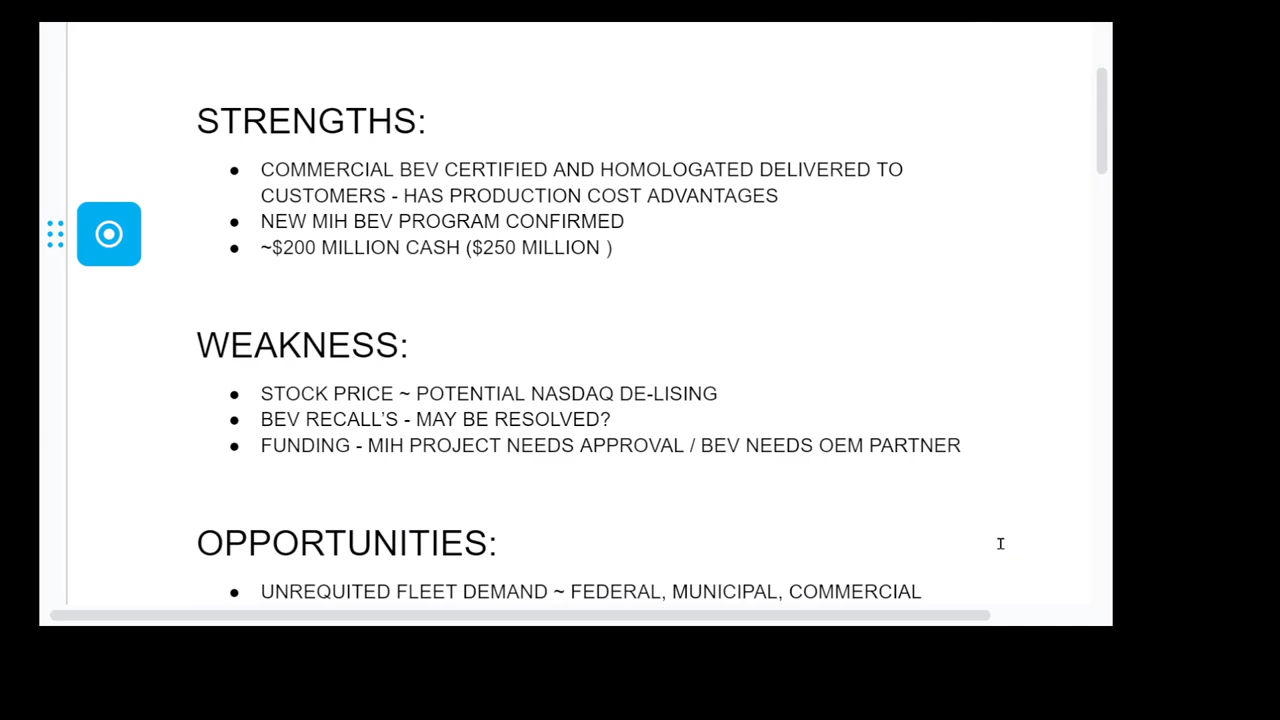 STRENGTHS:
● COMMERCIAL BEV CERTIFIED AND HOMOLOGATED DELIVERED TO
CUSTOMERS - HAS PRODUCTION COST ADVANTAGES
● NEW MIH BEV PROGRAM CONFIRMED
● ~$200 MILLION CASH ($250 MILLION )
WEAKNESS:
● STOCK PRICE ~ POTENTIAL NASDAQ DE-LISING
● BEV RECALL’S - MAY BE RESOLVED?
● FUNDING - MIH PROJECT NEEDS APPROVAL / BEV NEEDS OEM PARTNER
OPPORTUNITIES:
● UNREQUITED FLEET DEMAND ~ FEDERAL, MUNICIPAL, COMMERCIAL